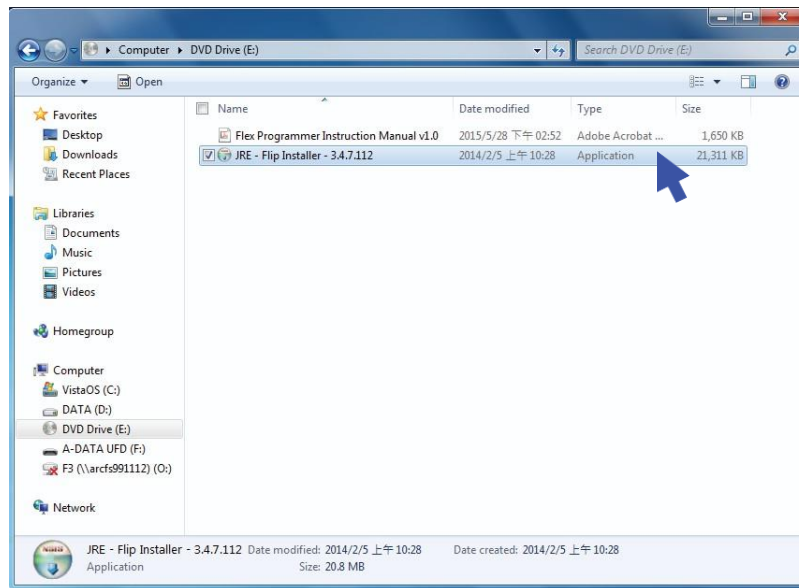 Computer ▸ DVD Drive (E:)
Search DVD Drive (E:)
Organize ▾ Open
Name Date modified Type Size
Flex Programmer Instruction Manual v1.0 2015/5/28 下午 02:52 Adobe Acrobat ... 1,650 KB
JRE - Flip Installer - 3.4.7.112 2014/2/5 上午 10:28 Application 21,311 KB
Favorites
Desktop
Downloads
Recent Places
Libraries
Documents
Music
Pictures
Videos
Homegroup
Computer
VistaOS (C:)
DATA (D:)
DVD Drive (E:)
A-DATA UFD (F:)
F3 (\\arcfs991112) (O:)
Network
JRE - Flip Installer - 3.4.7.112 Date modified: 2014/2/5 上午 10:28 Date created: 2014/2/5 上午 10:28
Application Size: 20.8 MB